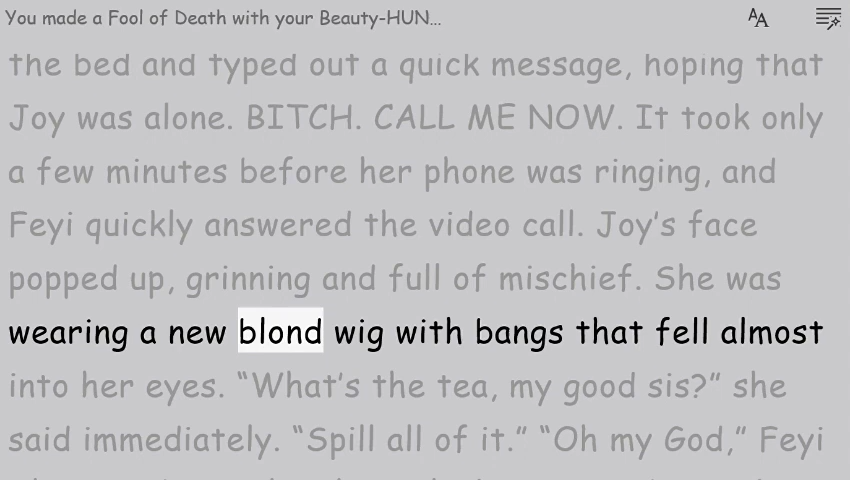 You made a Fool of Death with your Beauty-HUN...
the bed and typed out a quick message, hoping that
Joy was alone. BITCH. CALL ME NOW. It took only
a few minutes before her phone was ringing, and
Feyi quickly answered the video call. Joy’s face
popped up, grinning and full of mischief. She was
wearing a new blond wig with bangs that fell almost
into her eyes. “What’s the tea, my good sis?” she
said immediately. “Spill all of it.” “Oh my God,” Feyi